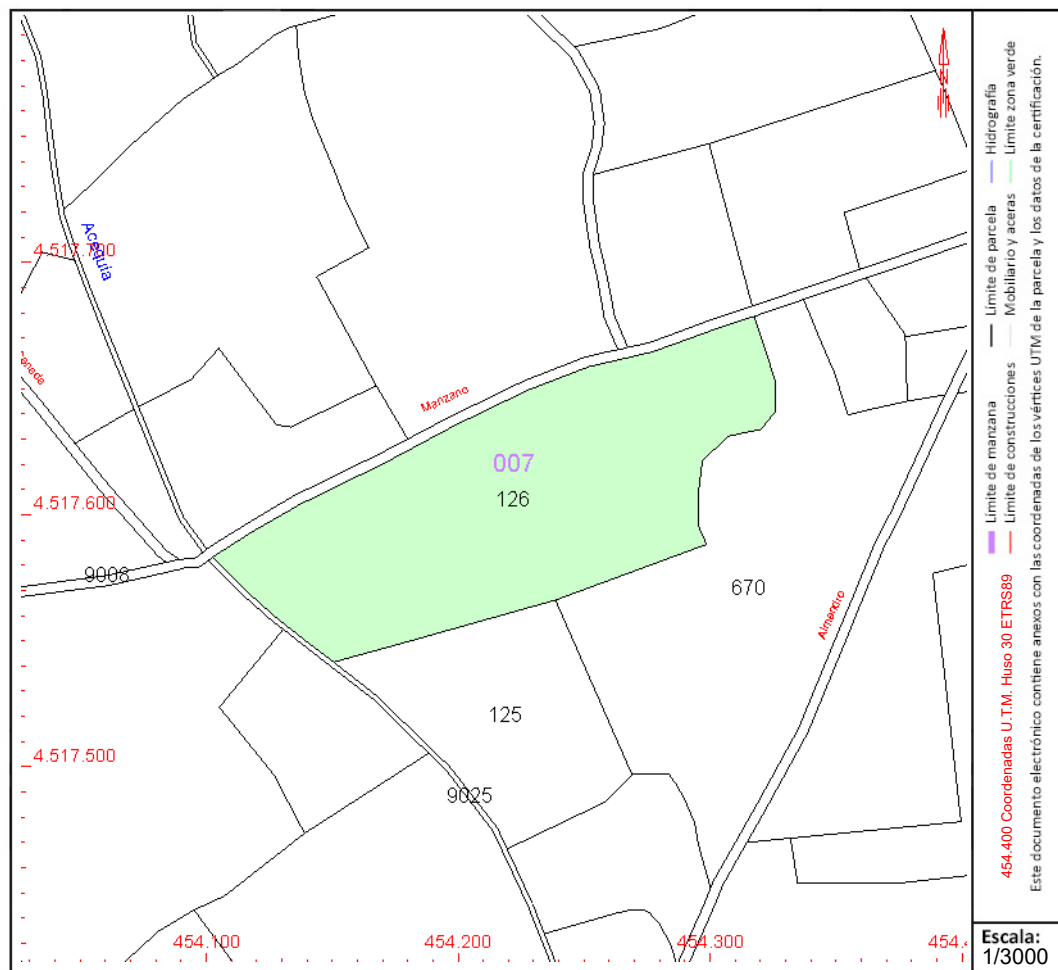 Acequia
4.517.700
Manzano
007
126
4.517.600
9008
670
Almendro
125
4.517.500
9025
454.100
454.200
454.300
Hidrografía
Límite zona verde
Límite de parcela
Mobiliario y aceras
Límite de manzana
Límite de construcciones
454.400 Coordenadas U.T.M. Huso 30 ETRS89
Este documento electrónico contiene anexos con las coordenadas de los vértices UTM de la parcela y los datos de la certificación.
Escala:
1/3000